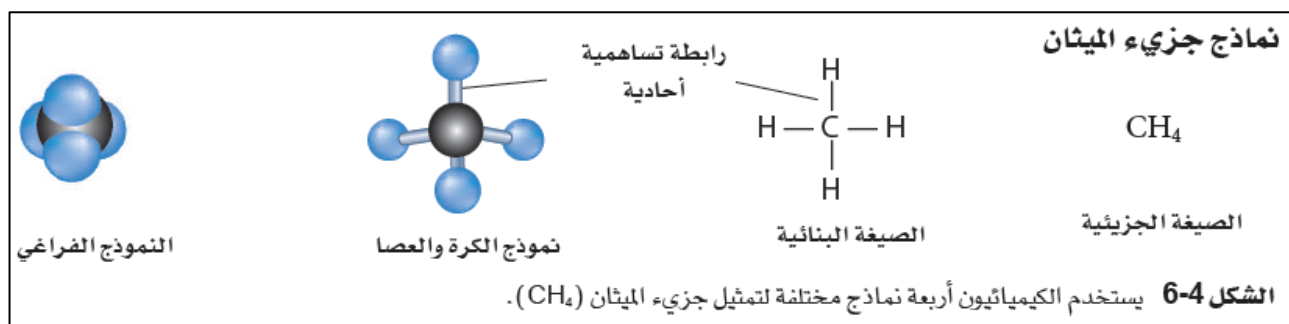 نماذج جزيء الميثان
CH₄
الصيغة الجزيئية
H
H — C — H
H
الصيغة البنائية
رابطة تساهمية
أحادية
نموذج الكرة والعصا
النموذج الفراغي
الشكل 4-6 يستخدم الكيميائيون أربعة نماذج مختلفة لتمثيل جزيء الميثان (CH₄).